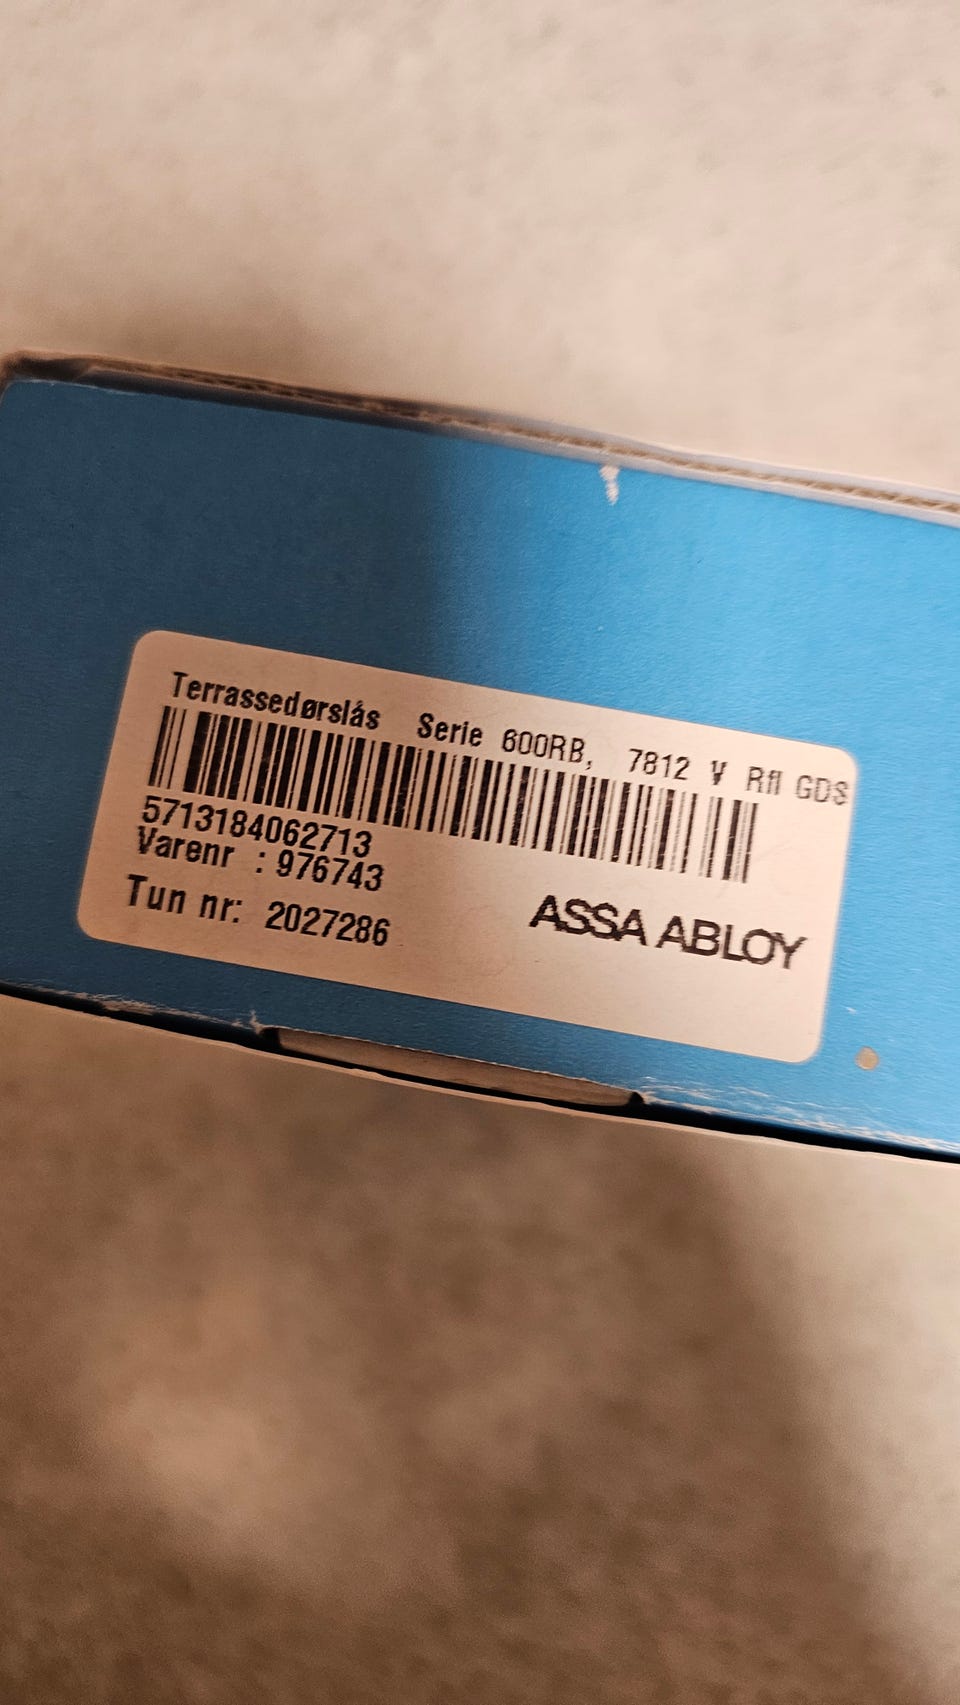 Terrassedørslås Serie 600RB, 7812 V Rfl GDS
5713184062713
Varenr : 976743
Tun nr: 2027286
ASSA ABLOY